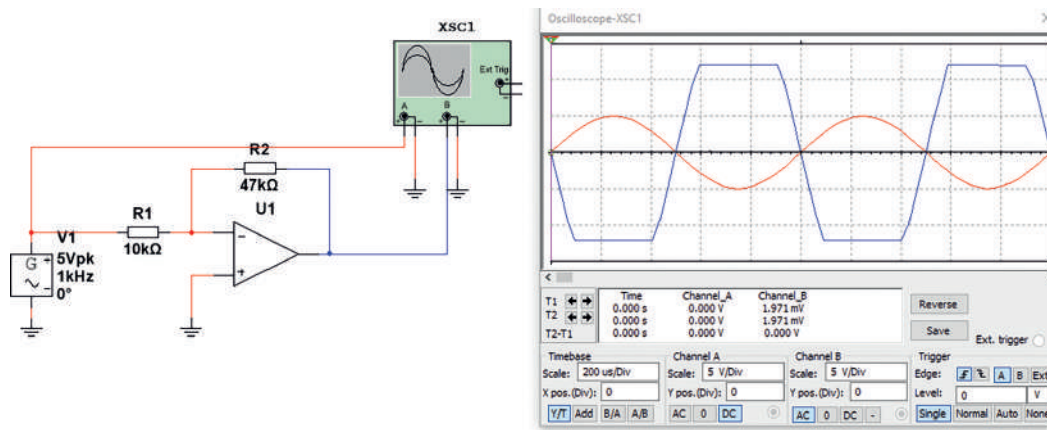 XSC1
Ext Trig
+
-
A
B
+ - + -
R2
47kΩ
U1
R1
10kΩ
V1
G + -
5Vpk
1kHz
0°
-
+
Oscilloscope-XSC1
X
<
T1
T2
T2-T1
Time Channel_A Channel_B
0.000 s 0.000 V 1.971 mV
0.000 s 0.000 V 1.971 mV
0.000 s 0.000 V 0.000 V
Reverse
Save
Ext. trigger
Timebase
Scale: 200 us/Div
X pos.(Div): 0
Y/T Add B/A A/B
Channel A
Scale: 5 V/Div
Y pos.(Div): 0
AC 0 DC
Channel B
Scale: 5 V/Div
Y pos.(Div): 0
AC 0 DC -
Trigger
Edge: A B Ext
Level: 0 V
Single Normal Auto None